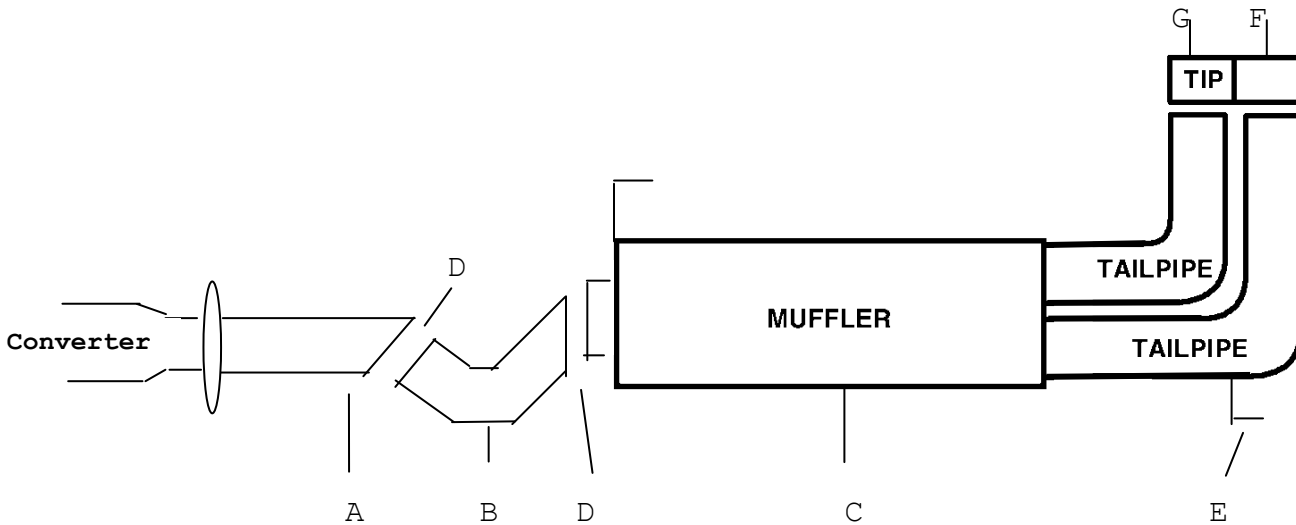 G F
TIP
D
TAILPIPE
MUFFLER
Converter
TAILPIPE
A B D C E